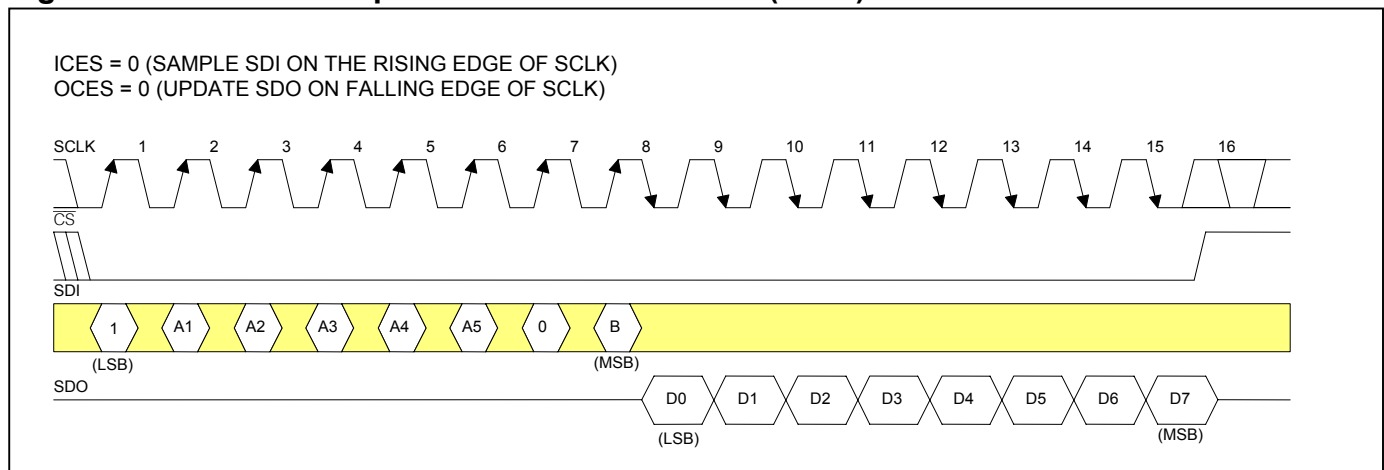 ICES = 0 (SAMPLE SDI ON THE RISING EDGE OF SCLK)
OCES = 0 (UPDATE SDO ON FALLING EDGE OF SCLK)
SCLK 1 2 3 4 5 6 7 8 9 10 11 12 13 14 15 16
CS
SDI
1 A1 A2 A3 A4 A5 0 B
(LSB) (MSB)
SDO
D0 D1 D2 D3 D4 D5 D6 D7
(LSB) (MSB)